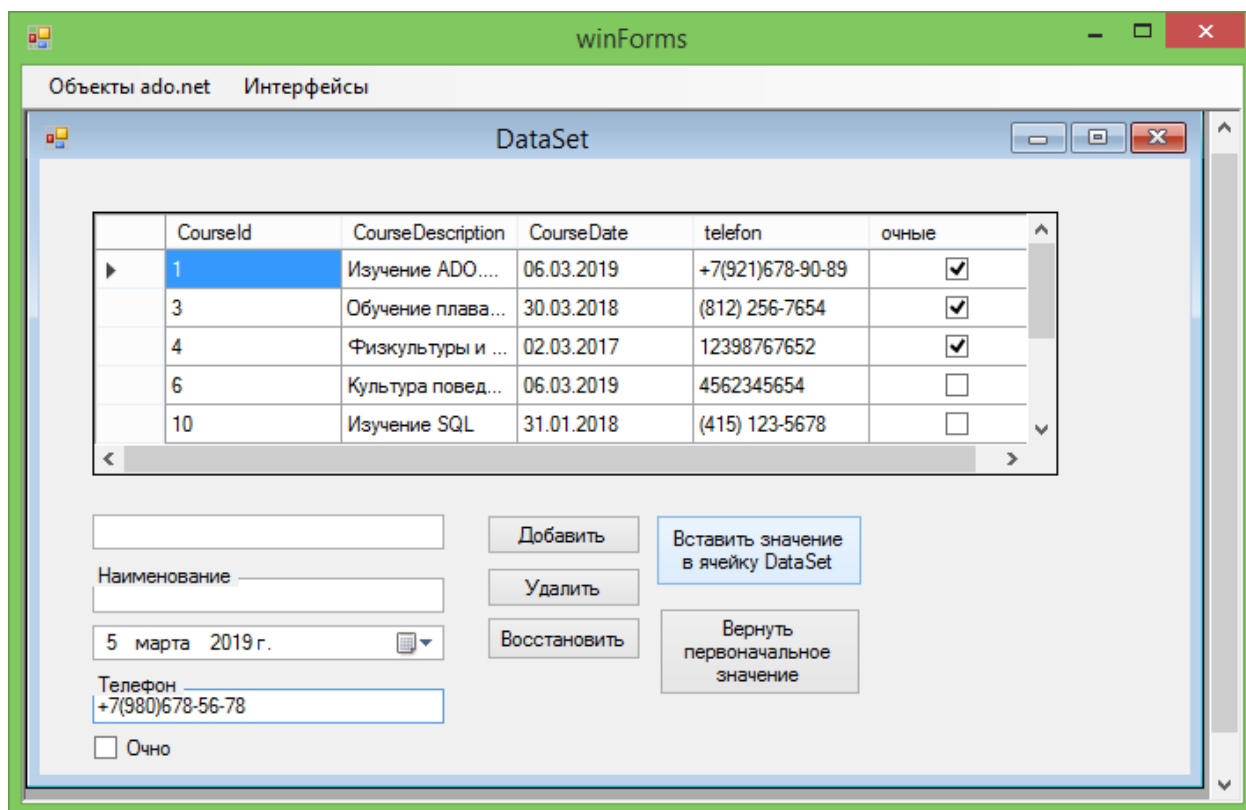 winForms
Объекты ado.net Интерфейсы
DataSet
CourseId CourseDescription CourseDate telefon очные
1 Изучение ADO.... 06.03.2019 +7(921)678-90-89
3 Обучение плава... 30.03.2018 (812) 256-7654
4 Физкультуры и ... 02.03.2017 12398767652
6 Культура повед... 06.03.2019 4562345654
10 Изучение SQL 31.01.2018 (415) 123-5678
Добавить
Вставить значение
в ячейку DataSet
Наименование
Удалить
5 марта 2019 г.
Восстановить
Вернуть
первоначальное
значение
Телефон
+7(980)678-56-78
Очно